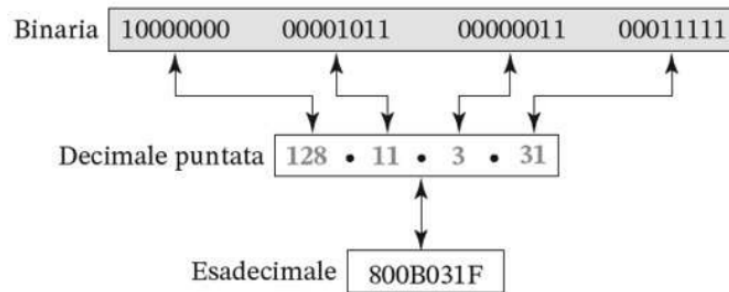 Binaria 10000000 00001011 00000011 00011111
Decimale puntata 128 • 11 • 3 • 31
Esadecimale 800B031F